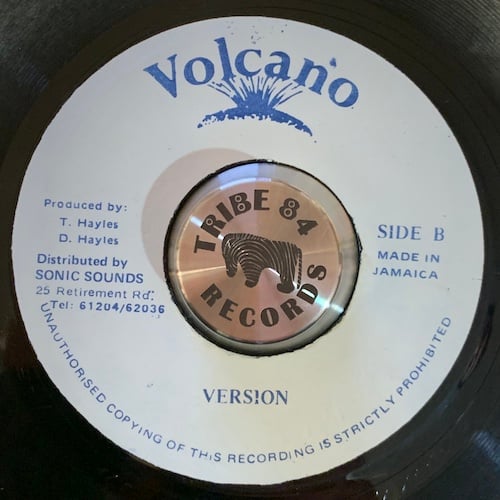 Volcano
Produced by:
T. Hayles
D. Hayles
Distributed by
SONIC SOUNDS
25 Retirement Rd.
Tel: 61204/62036
TRIBE 84
RECORDS
SIDE B
MADE IN
JAMAICA
VERSION
UNAUTHORISED COPYING OF THIS RECORDING IS STRICTLY PROHIBITED